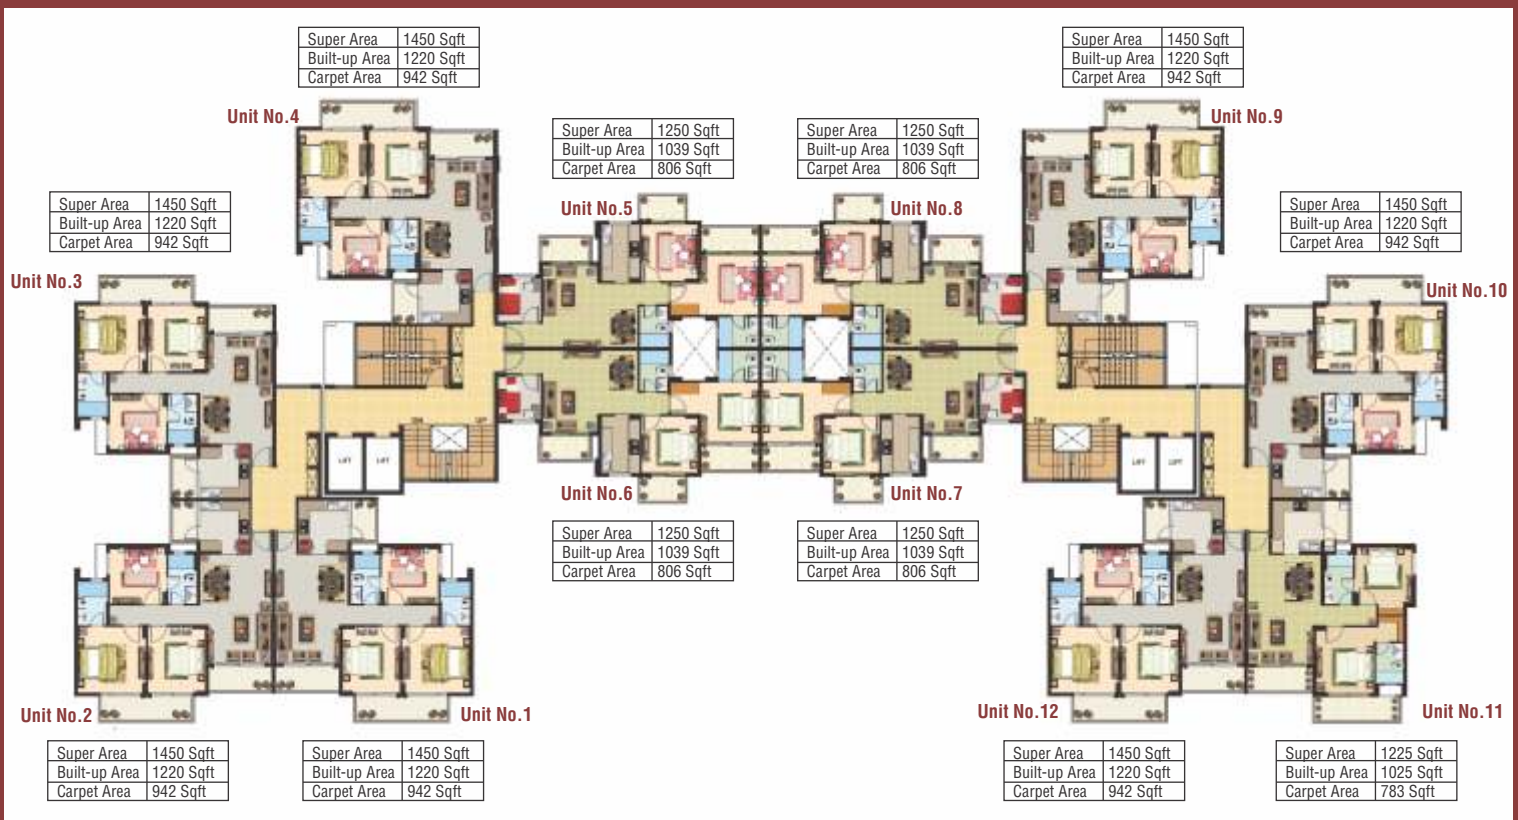 Super Area 1450 Sqft
Built-up Area 1220 Sqft
Carpet Area 942 Sqft
Unit No.4
Super Area 1450 Sqft
Built-up Area 1220 Sqft
Carpet Area 942 Sqft
Unit No.9
Super Area 1250 Sqft
Built-up Area 1039 Sqft
Carpet Area 806 Sqft
Unit No.5
Super Area 1250 Sqft
Built-up Area 1039 Sqft
Carpet Area 806 Sqft
Unit No.8
Super Area 1450 Sqft
Built-up Area 1220 Sqft
Carpet Area 942 Sqft
Unit No.3
Super Area 1450 Sqft
Built-up Area 1220 Sqft
Carpet Area 942 Sqft
Unit No.10
LIFT
LIFT
LIFT
LIFT
Unit No.6
Super Area 1250 Sqft
Built-up Area 1039 Sqft
Carpet Area 806 Sqft
Unit No.7
Super Area 1250 Sqft
Built-up Area 1039 Sqft
Carpet Area 806 Sqft
Unit No.2
Super Area 1450 Sqft
Built-up Area 1220 Sqft
Carpet Area 942 Sqft
Unit No.1
Super Area 1450 Sqft
Built-up Area 1220 Sqft
Carpet Area 942 Sqft
Unit No.12
Super Area 1450 Sqft
Built-up Area 1220 Sqft
Carpet Area 942 Sqft
Unit No.11
Super Area 1225 Sqft
Built-up Area 1025 Sqft
Carpet Area 783 Sqft